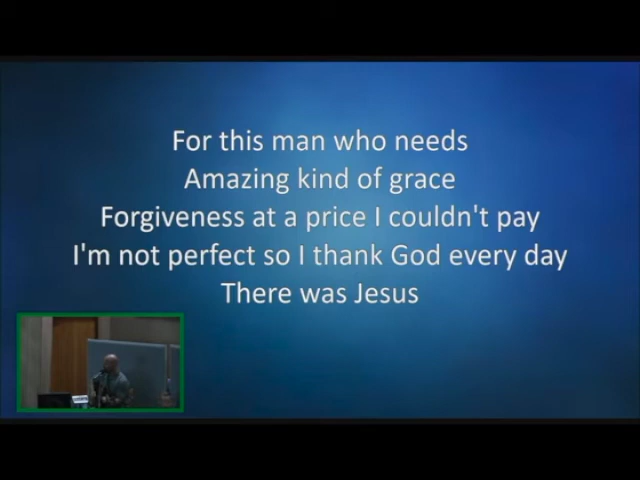 For this man who needs
Amazing kind of grace
Forgiveness at a price I couldn't pay
I'm not perfect so I thank God every day
There was Jesus